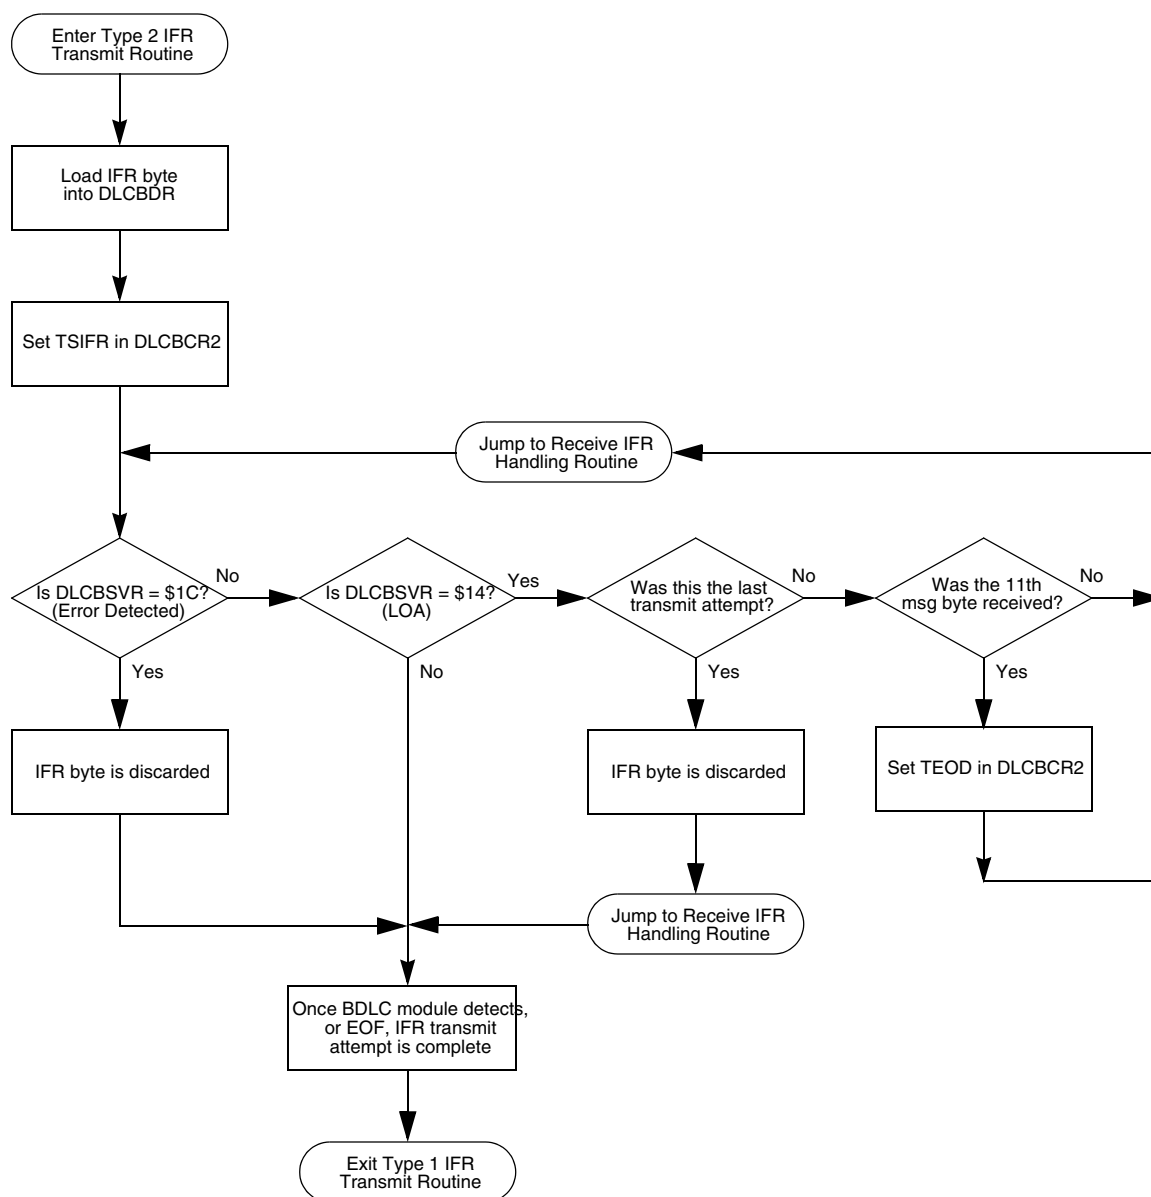 Enter Type 2 IFR
Transmit Routine
Load IFR byte
into DLCBDR
Set TSIFR in DLCBCR2
Jump to Receive IFR
Handling Routine
Is DLCBSVR = $1C?
(Error Detected)
No
Yes
Is DLCBSVR = $14?
(LOA)
Yes
No
Was this the last
transmit attempt?
No
Yes
Was the 11th
msg byte received?
No
Yes
IFR byte is discarded
IFR byte is discarded
Set TEOD in DLCBCR2
Jump to Receive IFR
Handling Routine
Once BDLC module detects,
or EOF, IFR transmit
attempt is complete
Exit Type 1 IFR
Transmit Routine